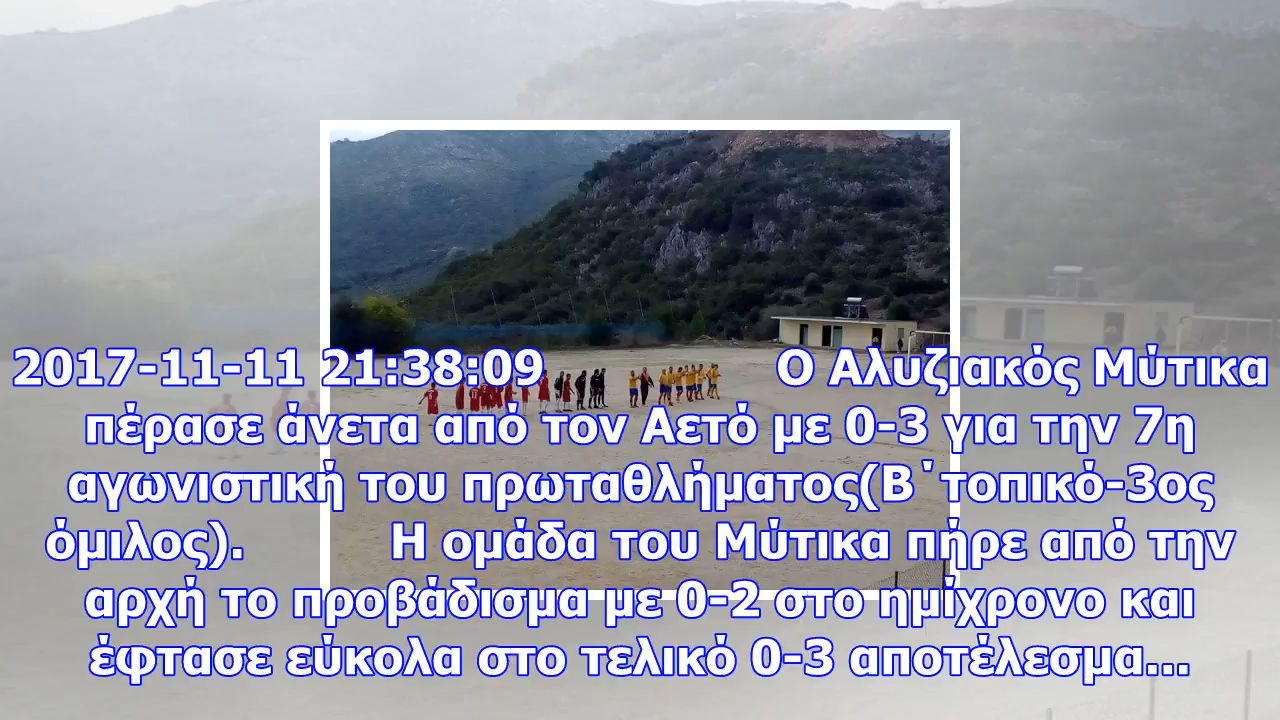 2017-11-11 21:38:09 Ο Αλυζιακός Μύτικα
πέρασε άνετα από τον Αετό με 0-3 για την 7η
αγωνιστική του πρωταθλήματος(Β΄τοπικό-3ος
όμιλος). Η ομάδα του Μύτικα πήρε από την
αρχή το προβάδισμα με 0-2 στο ημίχρονο και
έφτασε εύκολα στο τελικό 0-3 αποτέλεσμα...